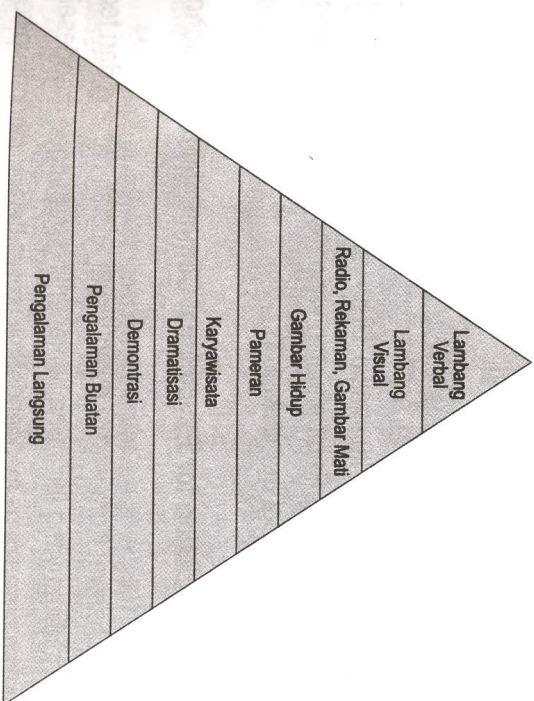 Lambang
Verbal
Lambang
Visual
Radio, Rekaman, Gambar Mati
Gambar Hidup
Pameran
Karyawisata
Dramatisasi
Demontrasi
Pengalaman Buatan
Pengalaman Langsung